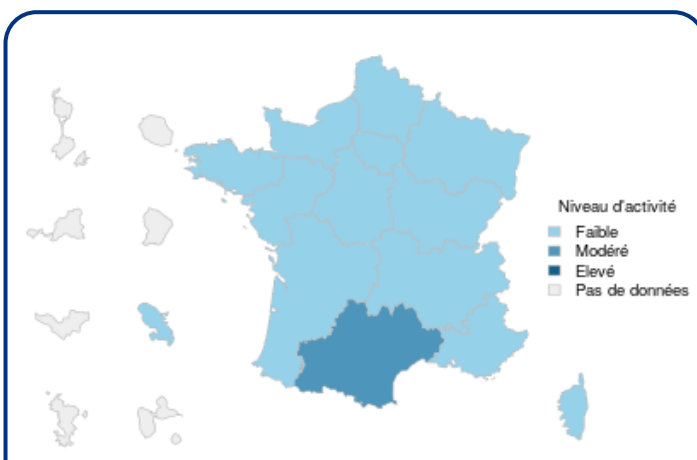 Niveau d'activité
Faible
Modéré
Elevé
Pas de données